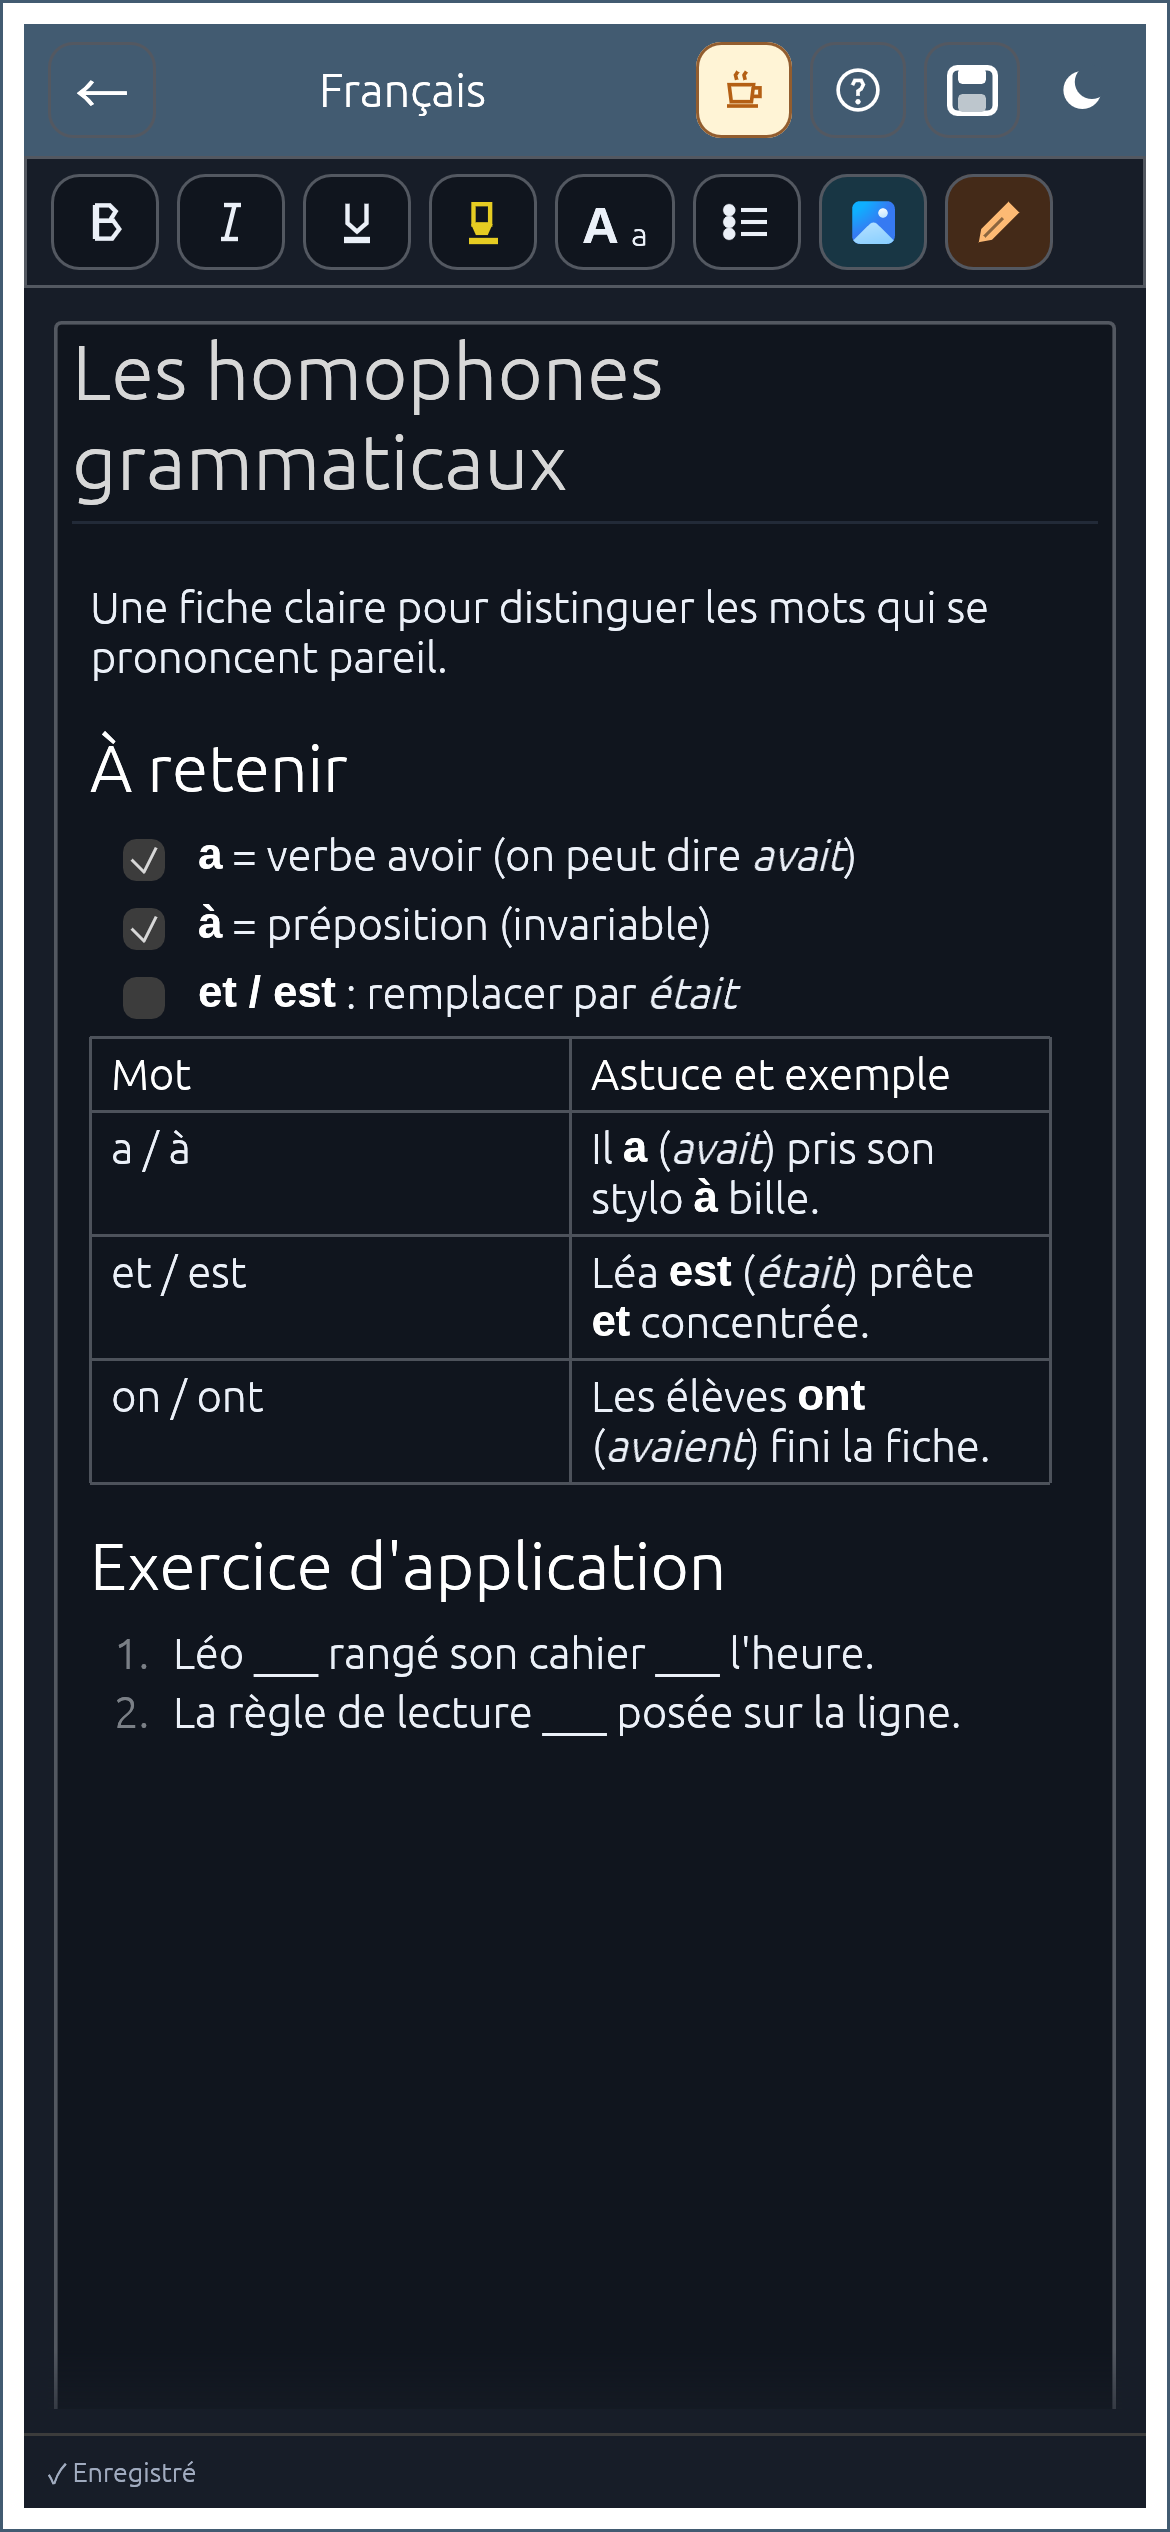 Français
B I U A a
Les homophones
grammaticaux
Une fiche claire pour distinguer les mots qui se
prononcent pareil.
À retenir
a = verbe avoir (on peut dire avait)
à = préposition (invariable)
et / est : remplacer par était
Mot Astuce et exemple
a / à Il a (avait) pris son
stylo à bille.
et / est Léa est (était) prête
et concentrée.
on / ont Les élèves ont
(avaient) fini la fiche.
Exercice d'application
1. Léo ___ rangé son cahier ___ l'heure.
2. La règle de lecture ___ posée sur la ligne.
✓ Enregistré